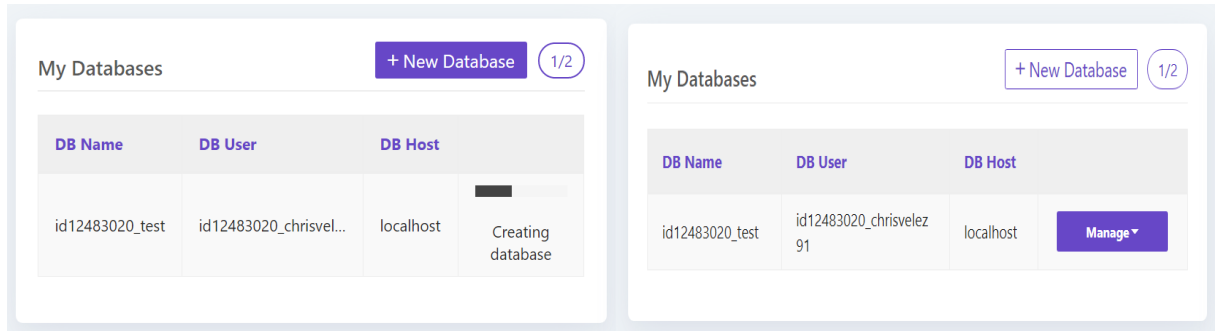 My Databases
+ New Database
1/2
DB Name
DB User
DB Host
id12483020_test
id12483020_chrisvel...
localhost
Creating
database
My Databases
+ New Database
1/2
DB Name
DB User
DB Host
id12483020_test
id12483020_chrisvelez
91
localhost
Manage